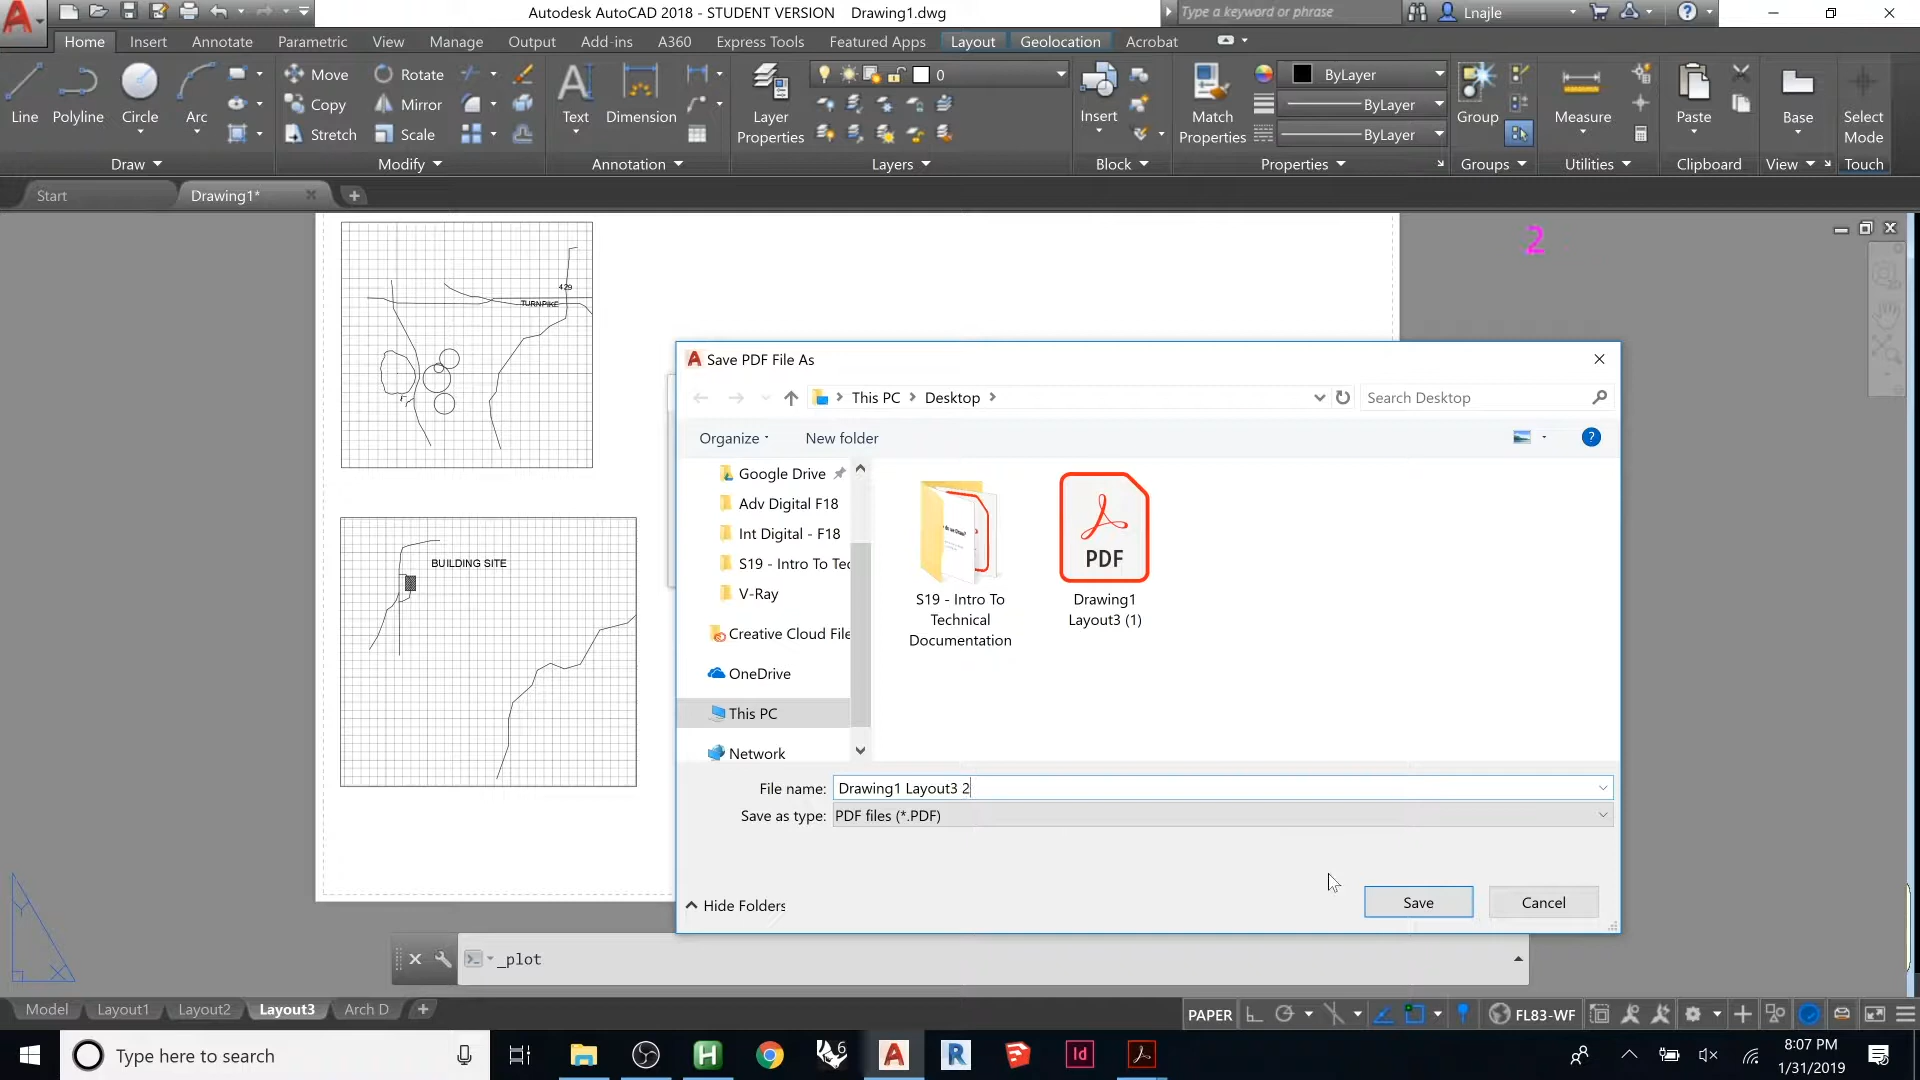 Autodesk AutoCAD 2018 - STUDENT VERSION    Drawing1.dwg
Type a keyword or phrase
Lnajle
Home Insert Annotate Parametric View Manage Output Add-ins A360 Express Tools Featured Apps Layout Geolocation Acrobat
Line Polyline Circle Arc
Move Rotate
Copy Mirror
Stretch Scale
Text Dimension
Layer Properties
0
Insert
Match Properties
ByLayer
ByLayer
ByLayer
Group
Measure
Paste
Base
Select Mode
Draw Modify Annotation Layers Block Properties Groups Utilities Clipboard View Touch
Start Drawing1*
2
429
TURNPIKE
BUILDING SITE
Save PDF File As
This PC > Desktop >
Search Desktop
Organize New folder
Google Drive
Adv Digital F18
Int Digital - F18
S19 - Intro To Tec
V-Ray
Creative Cloud File
OneDrive
This PC
Network
S19 - Intro To
Technical
Documentation
PDF
Drawing1
Layout3 (1)
File name: Drawing1 Layout3 2
Save as type: PDF files (*.PDF)
Hide Folders
Save Cancel
_plot
Model Layout1 Layout2 Layout3 Arch D
PAPER
FL83-WF
Type here to search
6
H
A
R
Id
8:07 PM
1/31/2019